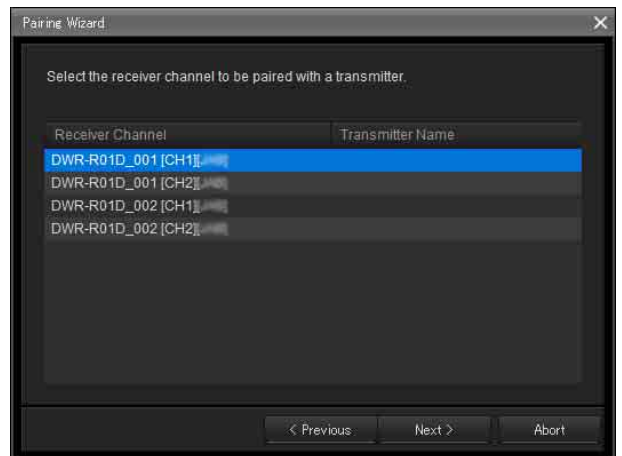 Pairing Wizard
Select the receiver channel to be paired with a transmitter.
Receiver Channel Transmitter Name
DWR-R01D_001 [CH1][
DWR-R01D_001 [CH2][
DWR-R01D_002 [CH1][
DWR-R01D_002 [CH2][
< Previous Next > Abort